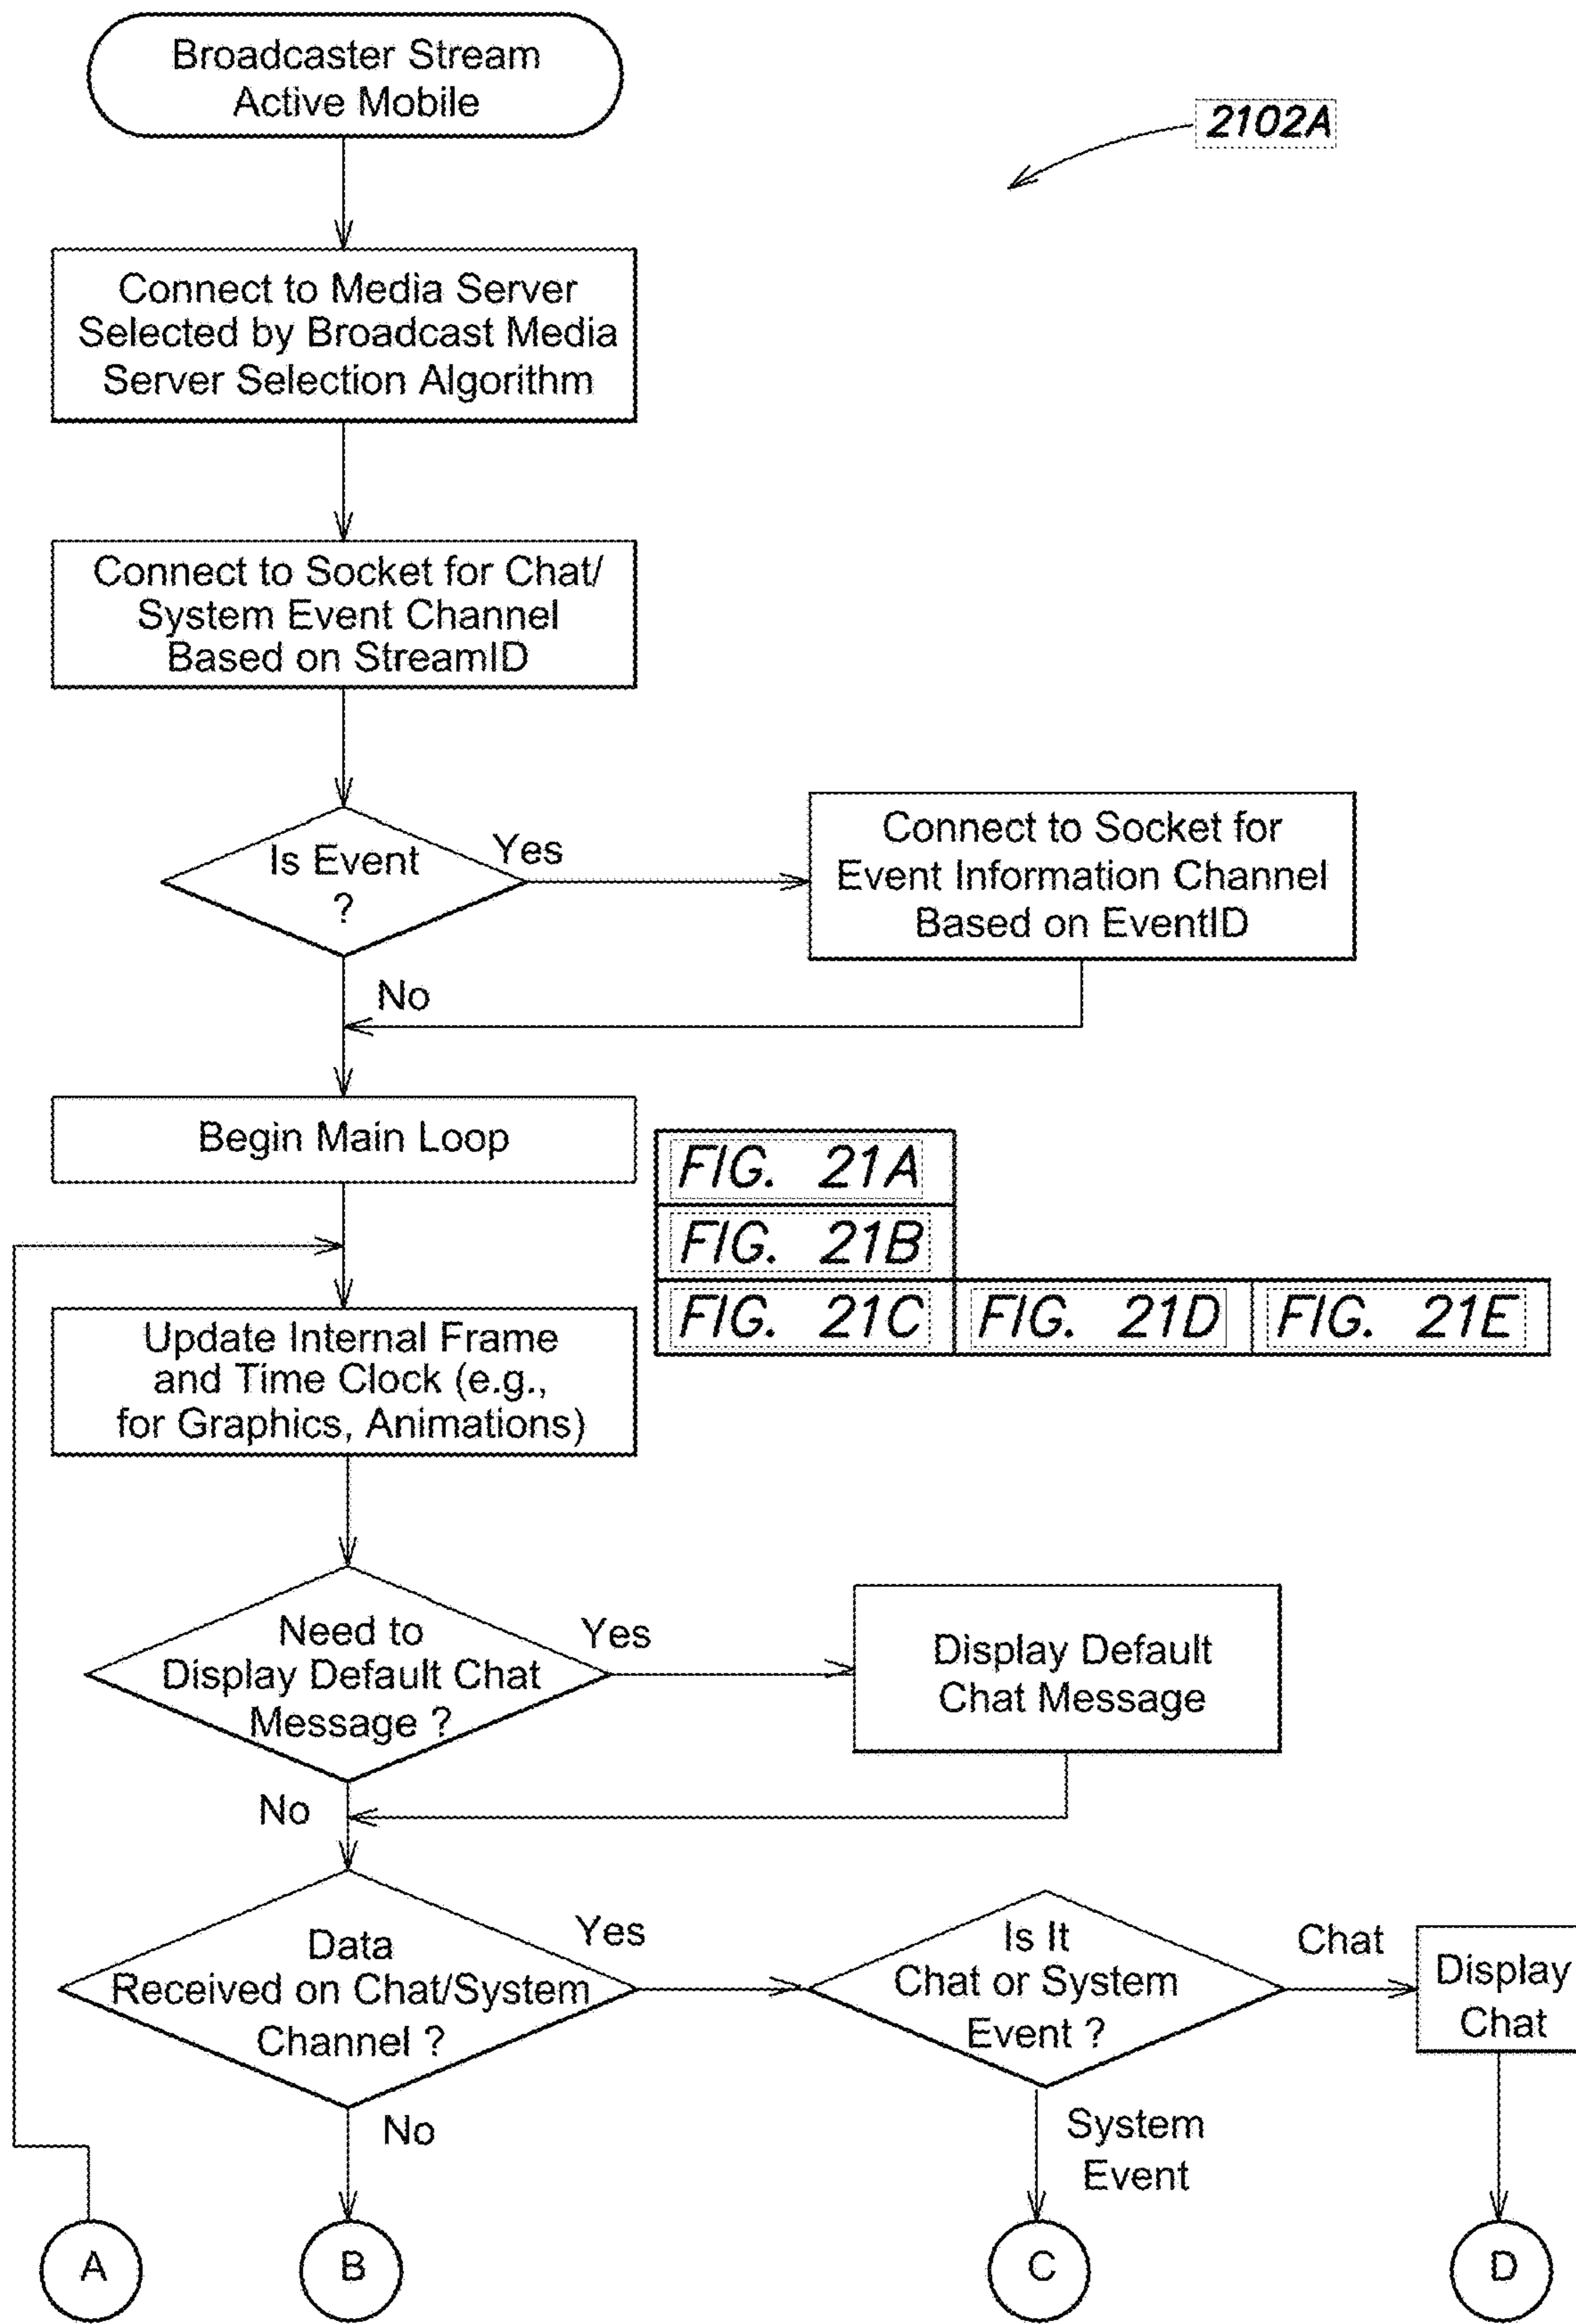 Broadcaster Stream
Active Mobile
2102A
Connect to Media Server
Selected by Broadcast Media
Server Selection Algorithm
Connect to Socket for Chat/
System Event Channel
Based on StreamID
Is Event
?
Yes
Connect to Socket for
Event Information Channel
Based on EventID
No
Begin Main Loop
FIG. 21A
FIG. 21B
FIG. 21C FIG. 21D FIG. 21E
Update Internal Frame
and Time Clock (e.g.,
for Graphics, Animations)
Need to
Display Default Chat
Message ?
Yes
Display Default
Chat Message
No
Data
Received on Chat/System
Channel ?
Yes
Is It
Chat or System
Event ?
Chat
Display
Chat
No
System
Event
A
B
C
D